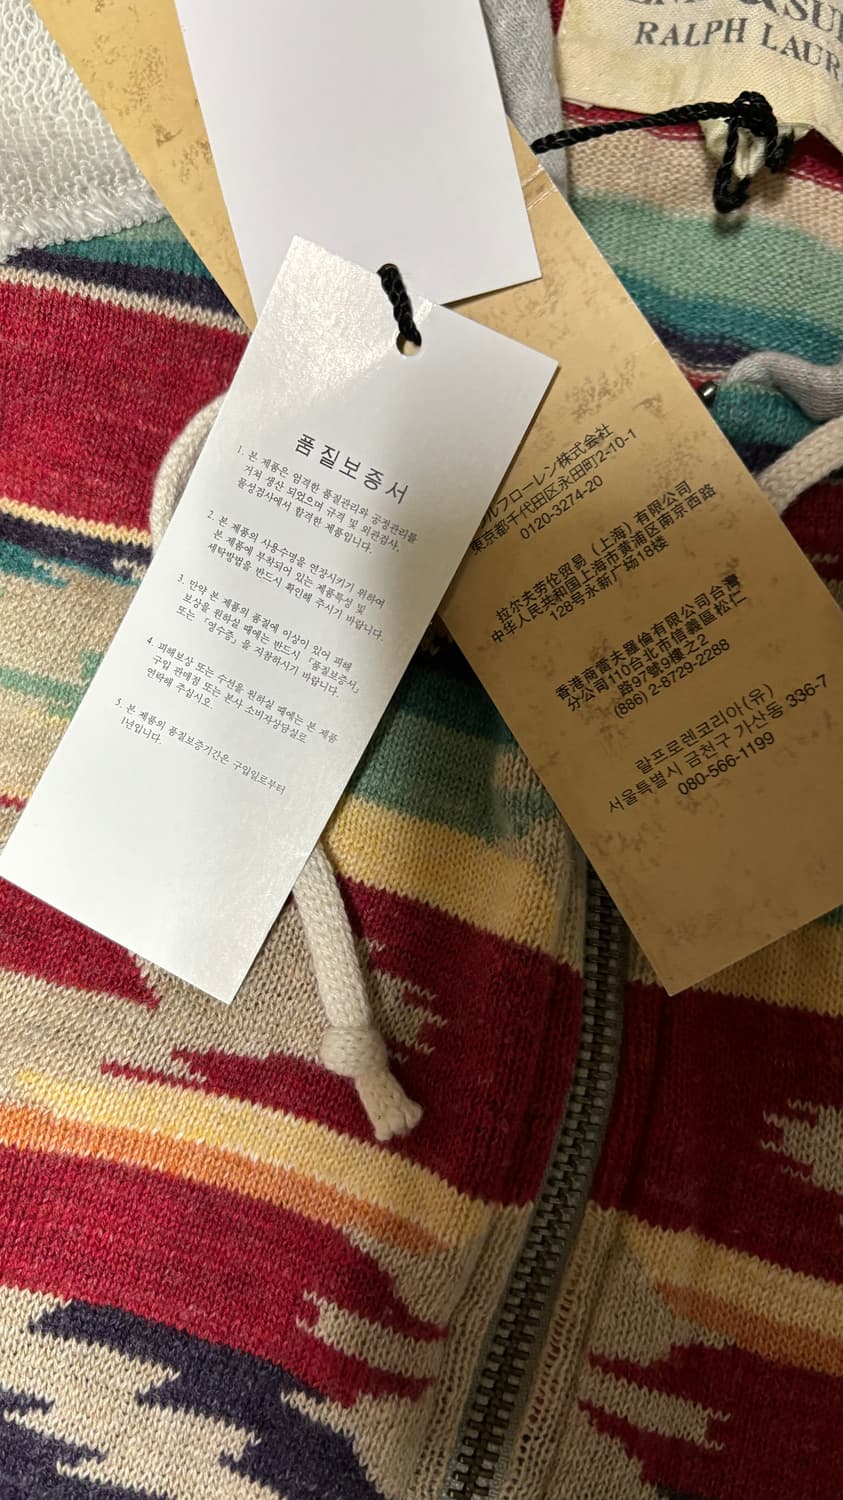 & SUP
RALPH LAUR
품질보증서
1. 본 제품은 엄격한 품질관리와 공정관리를
거쳐 생산 되었으며 규격 및 외관검사,
물성검사에서 합격한 제품입니다.
2. 본 제품의 사용수명을 연장시키기 위하여
본 제품에 부착되어 있는 제품특성 및
세탁방법을 반드시 확인해 주시기 바랍니다.
3. 만약 본 제품의 품질에 이상이 있어 피해
보상을 원하실 때에는 반드시 「품질보증서」
또는 「영수증」을 지참하시기 바랍니다.
4. 피해보상 또는 수선을 원하실 때에는 본 제품
구입 판매점 또는 본사 소비자상담실로
연락해 주십시오.
5. 본 제품의 품질보증기간은 구입일로부터
1년입니다.
ルフローレン株式会社
東京都千代田区永田町2-10-1
0120-3274-20
拉尔夫劳伦贸易（上海）有限公司
中华人民共和国上海市黄浦区南京西路
128号永新广场18楼
香港商雷夫羅倫有限公司台灣
分公司110台北市信義區松仁
路97號9樓之2
(886) 2-8729-2288
랄프로렌코리아(유)
서울특별시 금천구 가산동 336-7
080-566-1199